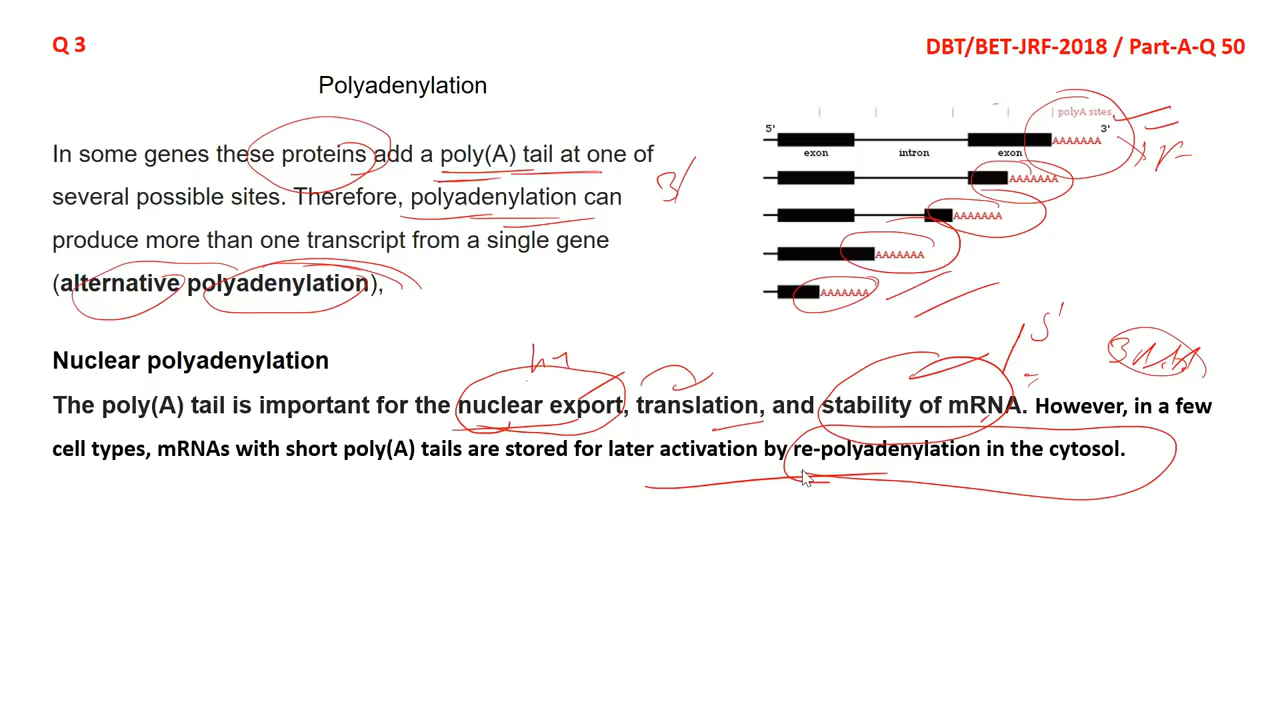 Q 3
DBT/BET-JRF-2018 / Part-A-Q 50
Polyadenylation
In some genes these proteins add a poly(A) tail at one of
several possible sites. Therefore, polyadenylation can
produce more than one transcript from a single gene
(alternative polyadenylation),
polyA sites
5' 3'
AAAAAAA
exon intron exon
AAAAAAA
AAAAAAA
AAAAAAA
AAAAAAA
3'
5'
Nuclear polyadenylation
The poly(A) tail is important for the nuclear export, translation, and stability of mRNA. However, in a few
cell types, mRNAs with short poly(A) tails are stored for later activation by re-polyadenylation in the cytosol.